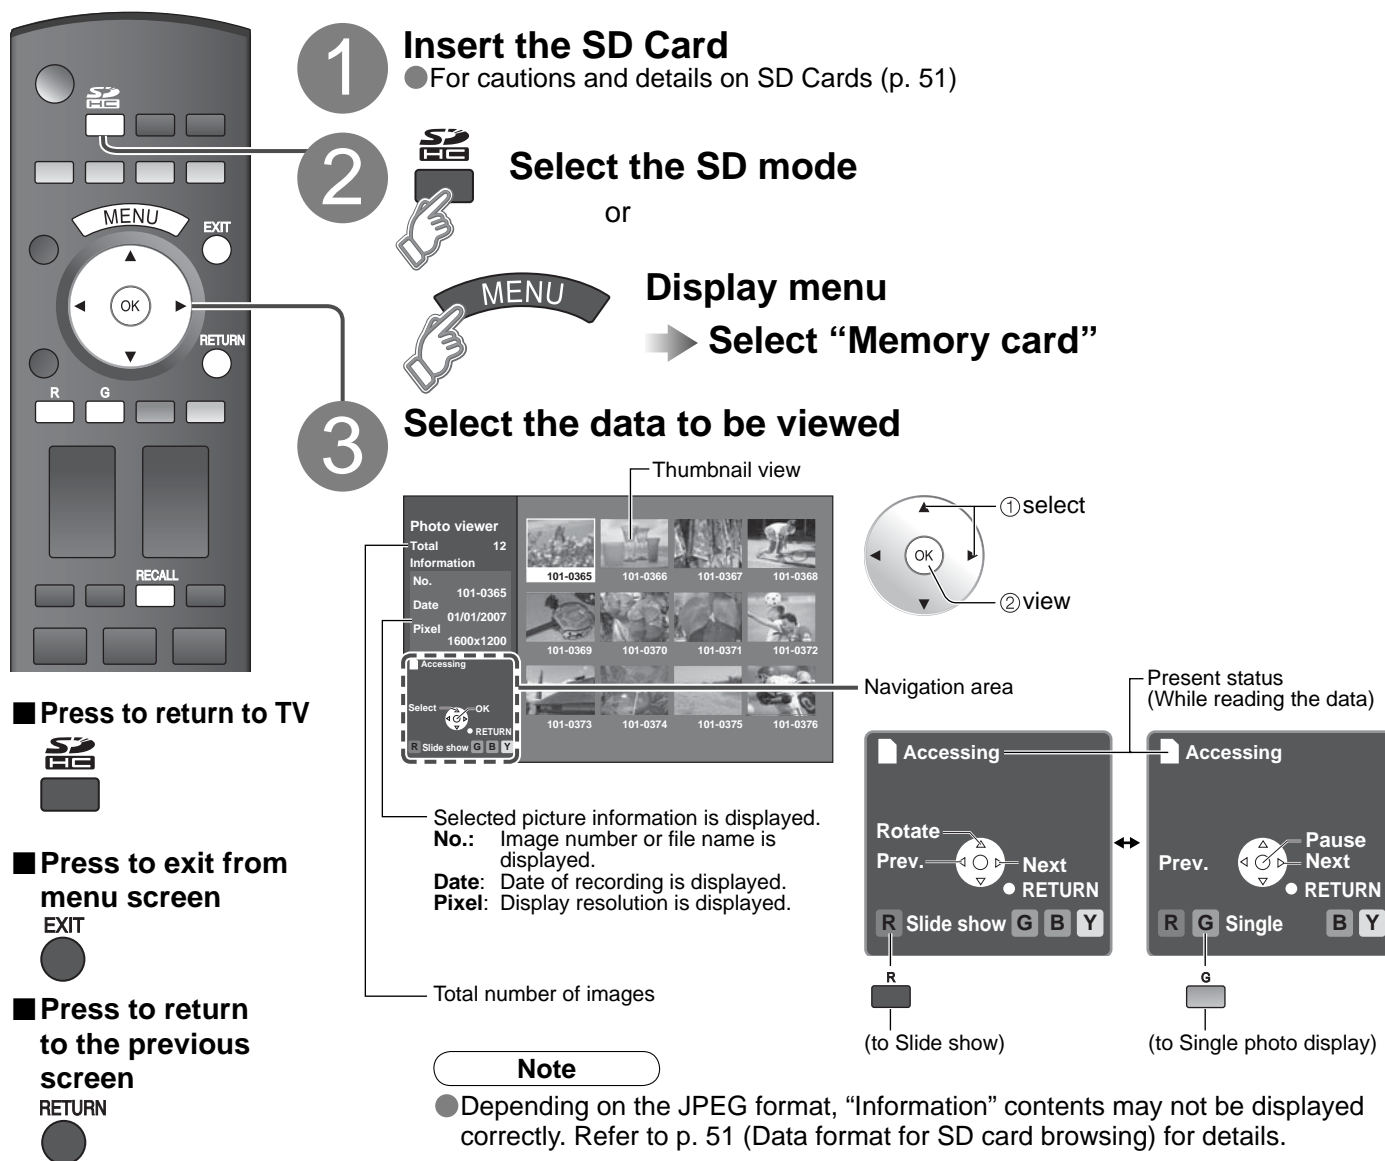 1
Insert the SD Card
●For cautions and details on SD Cards (p. 51)
SD
HC
2
SD
HC
Select the SD mode
or
MENU
Display menu
Select “Memory card”
MENU
EXIT
OK
RETURN
R G
RECALL
3
Select the data to be viewed
Thumbnail view
Photo viewer
Total 12
Information
No.
101-0365
Date
01/01/2007
Pixel
1600x1200
Accessing
Select
OK
RETURN
R Slide show G B Y
101-0365 101-0366 101-0367 101-0368
101-0369 101-0370 101-0371 101-0372
101-0373 101-0374 101-0375 101-0376
OK
①select
②view
Navigation area
Present status
(While reading the data)
Accessing
Rotate
Prev.
Next
RETURN
R Slide show G B Y
R
(to Slide show)
Accessing
Pause
Prev.
Next
RETURN
R G Single B Y
G
(to Single photo display)
Selected picture information is displayed.
No.: Image number or file name is
displayed.
Date: Date of recording is displayed.
Pixel: Display resolution is displayed.
Total number of images
■Press to return to TV
SD
HC
■Press to exit from
menu screen
EXIT
■Press to return
to the previous
screen
RETURN
Note
●Depending on the JPEG format, “Information” contents may not be displayed
correctly. Refer to p. 51 (Data format for SD card browsing) for details.